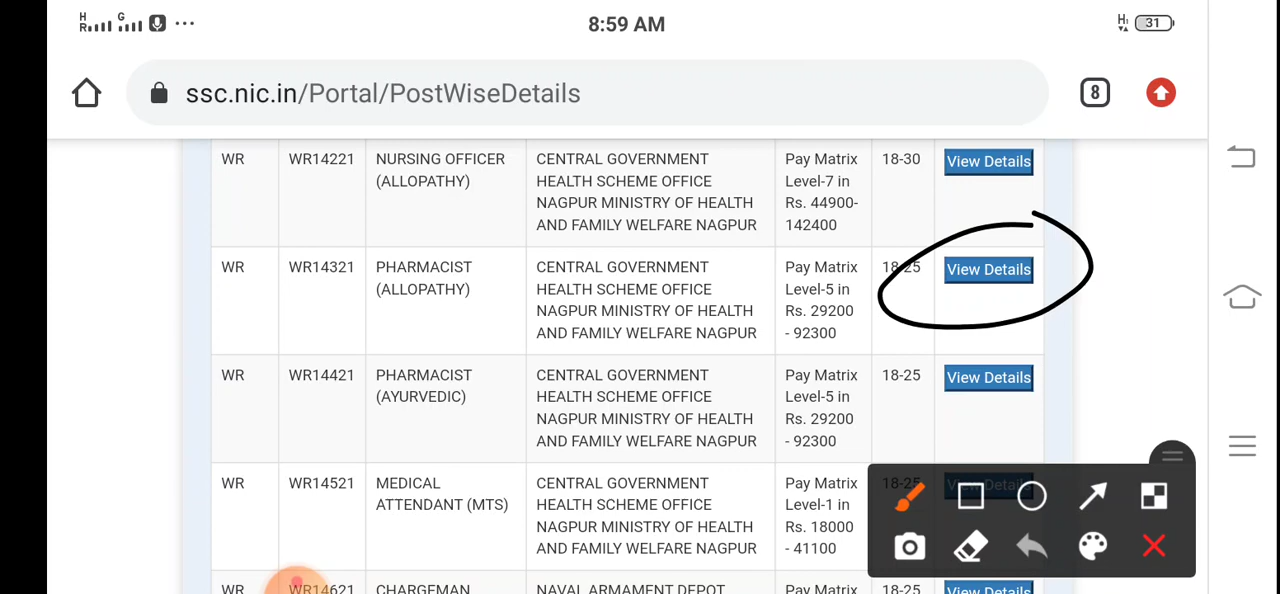 H
R
G
8:59 AM
H
31
ssc.nic.in/Portal/PostWiseDetails
8
WR
WR14221
NURSING OFFICER
(ALLOPATHY)
CENTRAL GOVERNMENT
HEALTH SCHEME OFFICE
NAGPUR MINISTRY OF HEALTH
AND FAMILY WELFARE NAGPUR
Pay Matrix
Level-7 in
Rs. 44900-
142400
18-30
View Details
WR
WR14321
PHARMACIST
(ALLOPATHY)
CENTRAL GOVERNMENT
HEALTH SCHEME OFFICE
NAGPUR MINISTRY OF HEALTH
AND FAMILY WELFARE NAGPUR
Pay Matrix
Level-5 in
Rs. 29200
- 92300
18-25
View Details
WR
WR14421
PHARMACIST
(AYURVEDIC)
CENTRAL GOVERNMENT
HEALTH SCHEME OFFICE
NAGPUR MINISTRY OF HEALTH
AND FAMILY WELFARE NAGPUR
Pay Matrix
Level-5 in
Rs. 29200
- 92300
18-25
View Details
WR
WR14521
MEDICAL
ATTENDANT (MTS)
CENTRAL GOVERNMENT
HEALTH SCHEME OFFICE
NAGPUR MINISTRY OF HEALTH
AND FAMILY WELFARE NAGPUR
Pay Matrix
Level-1 in
Rs. 18000
- 41100
18-25
View Details
WR
WR14621
CHARGEMAN
NAVAL ARMAMENT DEPOT
Pay Matrix
18-25
View Details